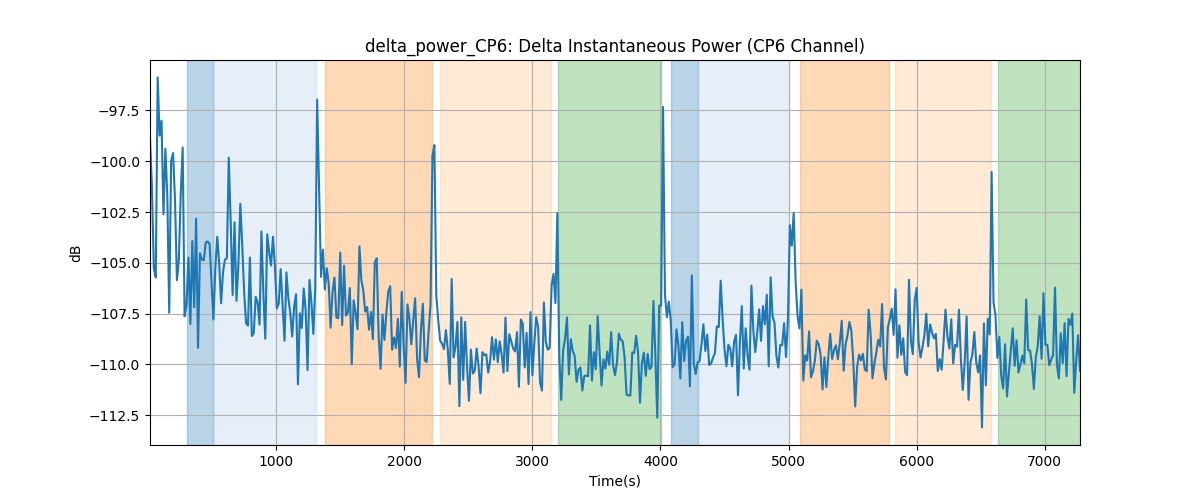 delta_power_CP6: Delta Instantaneous Power (CP6 Channel)
dB
−97.5
−100.0
−102.5
−105.0
−107.5
−110.0
−112.5
1000 2000 3000 4000 5000 6000 7000
Time(s)